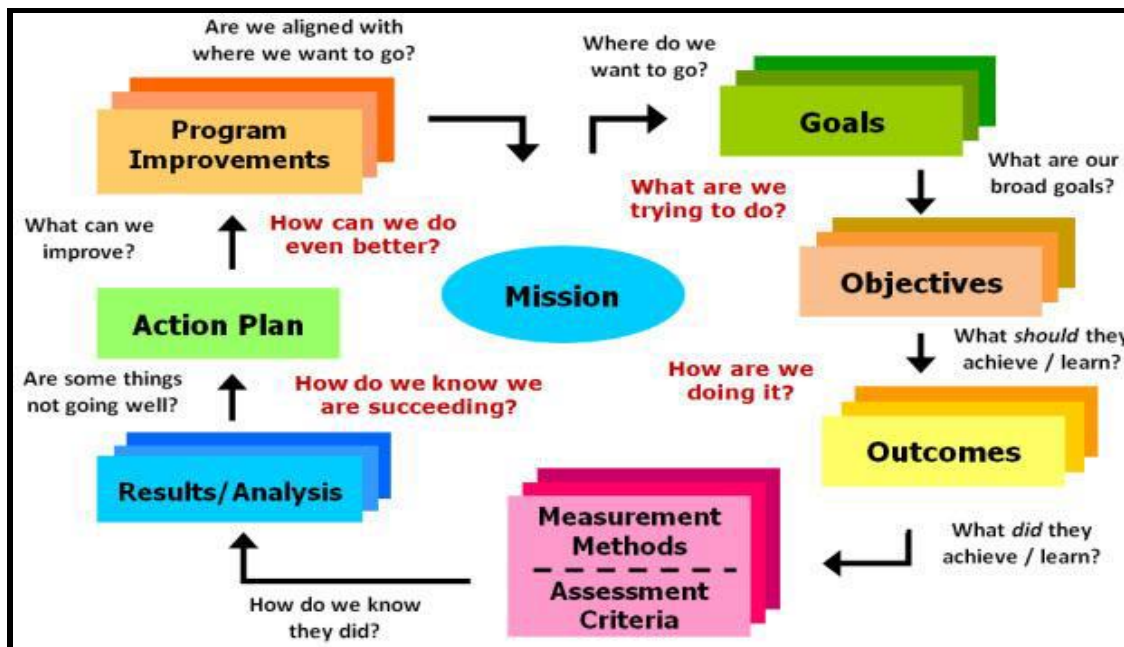 Are we aligned with
where we want to go?
Program
Improvements
Where do we
want to go?
Goals
What are we
trying to do?
What are our
broad goals?
What can we
improve?
How can we do
even better?
Mission
Objectives
Action Plan
What should they
achieve / learn?
Are some things
not going well?
How do we know we
are succeeding?
How are we
doing it?
Outcomes
Results/Analysis
Measurement
Methods
Assessment
Criteria
What did they
achieve / learn?
How do we know
they did?